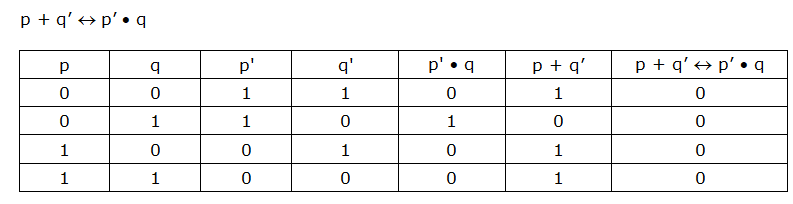 p + q′ ↔ p′ • q
p q p' q' p' • q p + q′ p + q′ ↔ p′ • q
0 0 1 1 0 1 0
0 1 1 0 1 0 0
1 0 0 1 0 1 0
1 1 0 0 0 1 0